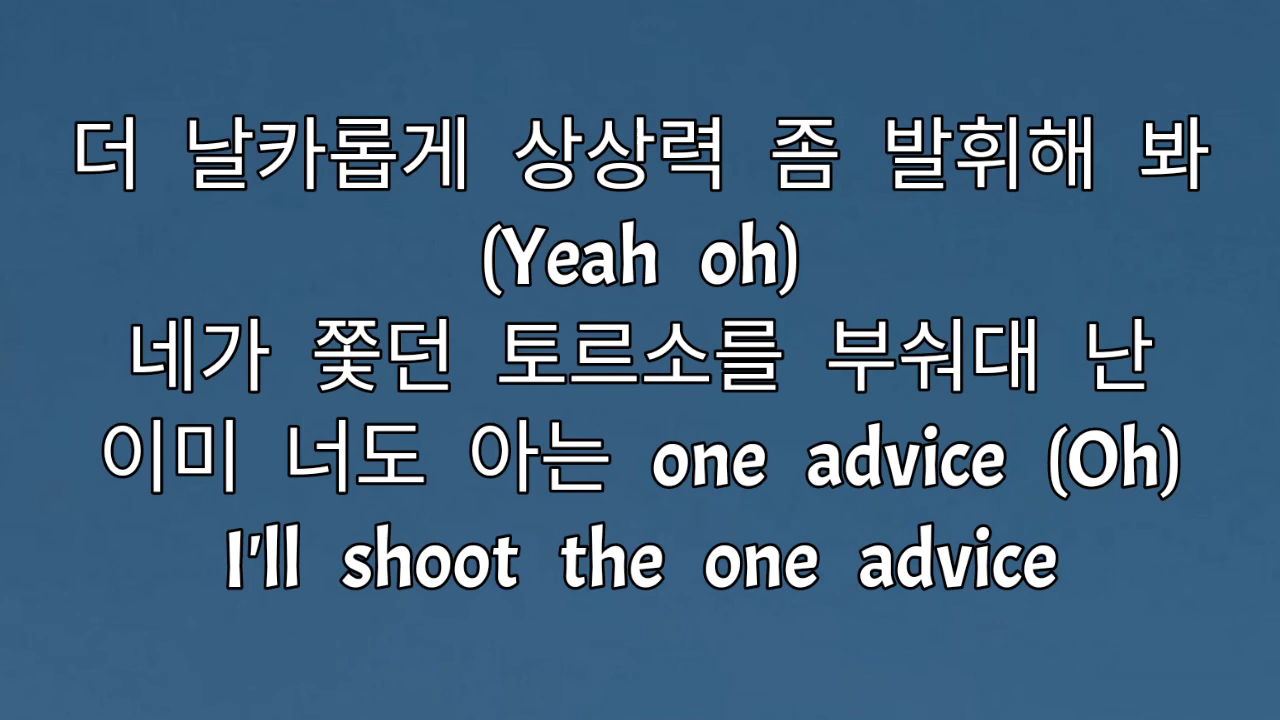 더 날카롭게 상상력 좀 발휘해 봐
(Yeah oh)
네가 쫓던 토르소를 부숴대 난
이미 너도 아는 one advice (Oh)
I'll shoot the one advice